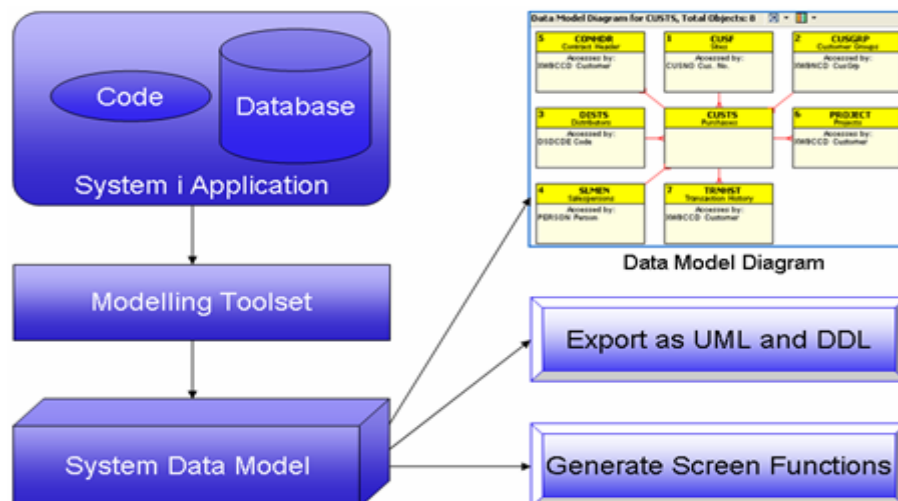 Code
Database
System i Application
Modelling Toolset
System Data Model
Data Model Diagram for CUSTS, Total Objects: 8
5 CONHDR
Contract Header
Accessed by:
XWBCCD Customer
1 CUSF
Sites
Accessed by:
CUSNO Cus. No.
2 CUSGRP
Customer Groups
Accessed by:
XWBNCD CusGrp
3 DISTS
Distributors
Accessed by:
DSDCDE Code
CUSTS
Purchases
6 PROJECT
Projects
Accessed by:
XWBCCD Customer
4 SLMEN
Salespersons
Accessed by:
PERSON Person
7 TRNHST
Transaction History
Accessed by:
XWBCCD Customer
Data Model Diagram
Export as UML and DDL
Generate Screen Functions